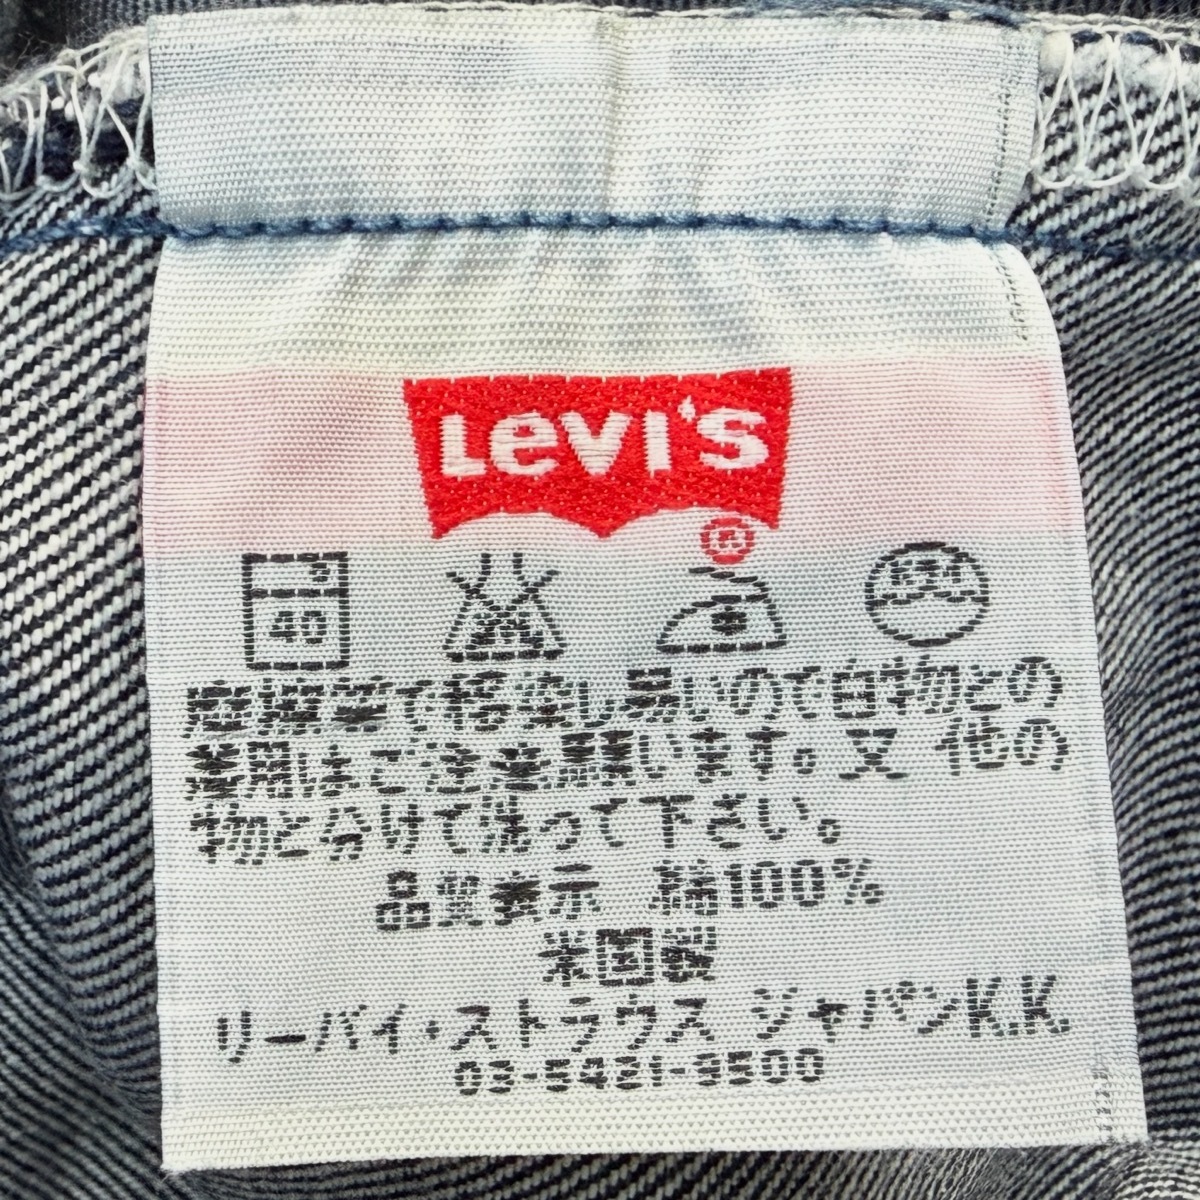 Levi's
®
40
摩擦等で移染し易いので白物との
着用はご注意願います。又 他の
物と分けて洗って下さい。
品質表示 綿100%
米国製
リーバイ・ストラウス ジャパンK.K.
03-5421-9500